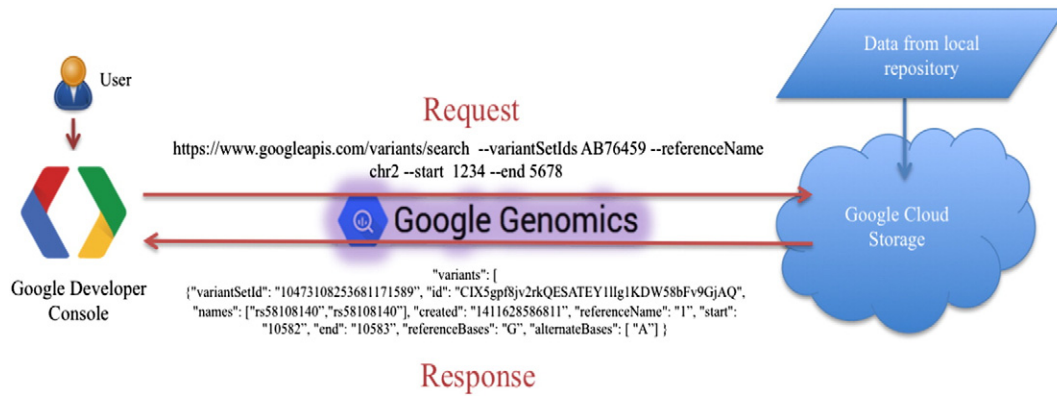 Data from local
repository
User
Request
https://www.googleapis.com/variants/search --variantSetIds AB76459 --referenceName
chr2 --start 1234 --end 5678
Google Genomics
Google Cloud
Storage
Google Developer
Console
"variants": [
{"variantSetId": "10473108253681171589", "id": "CIX5gpf8jv2rkQESATEY1lIg1KDW58bFv9GjAQ",
"names": ["rs58108140","rs58108140"], "created": "1411628586811", "referenceName": "1", "start":
"10582", "end": "10583", "referenceBases": "G", "alternateBases": [ "A"] }
Response